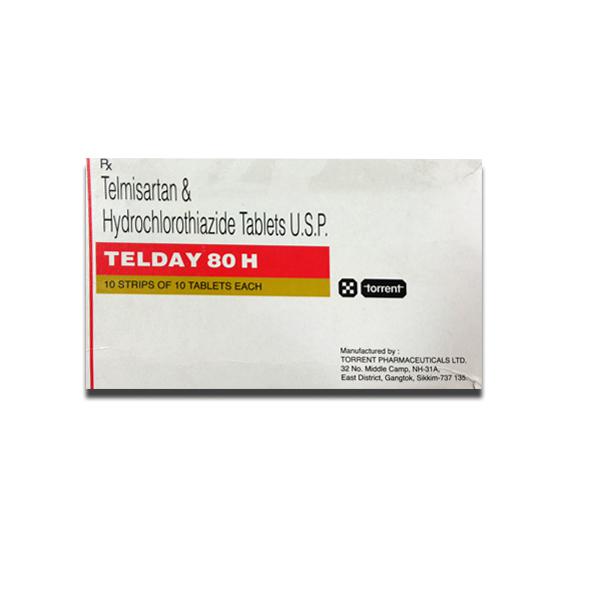 Rx
Telmisartan &
Hydrochlorothiazide Tablets U.S.P.
TELDAY 80 H
10 STRIPS OF 10 TABLETS EACH
torrent
Manufactured by :
TORRENT PHARMACEUTICALS LTD.
32 No. Middle Camp, NH-31A,
East District, Gangtok, Sikkim-737 135.